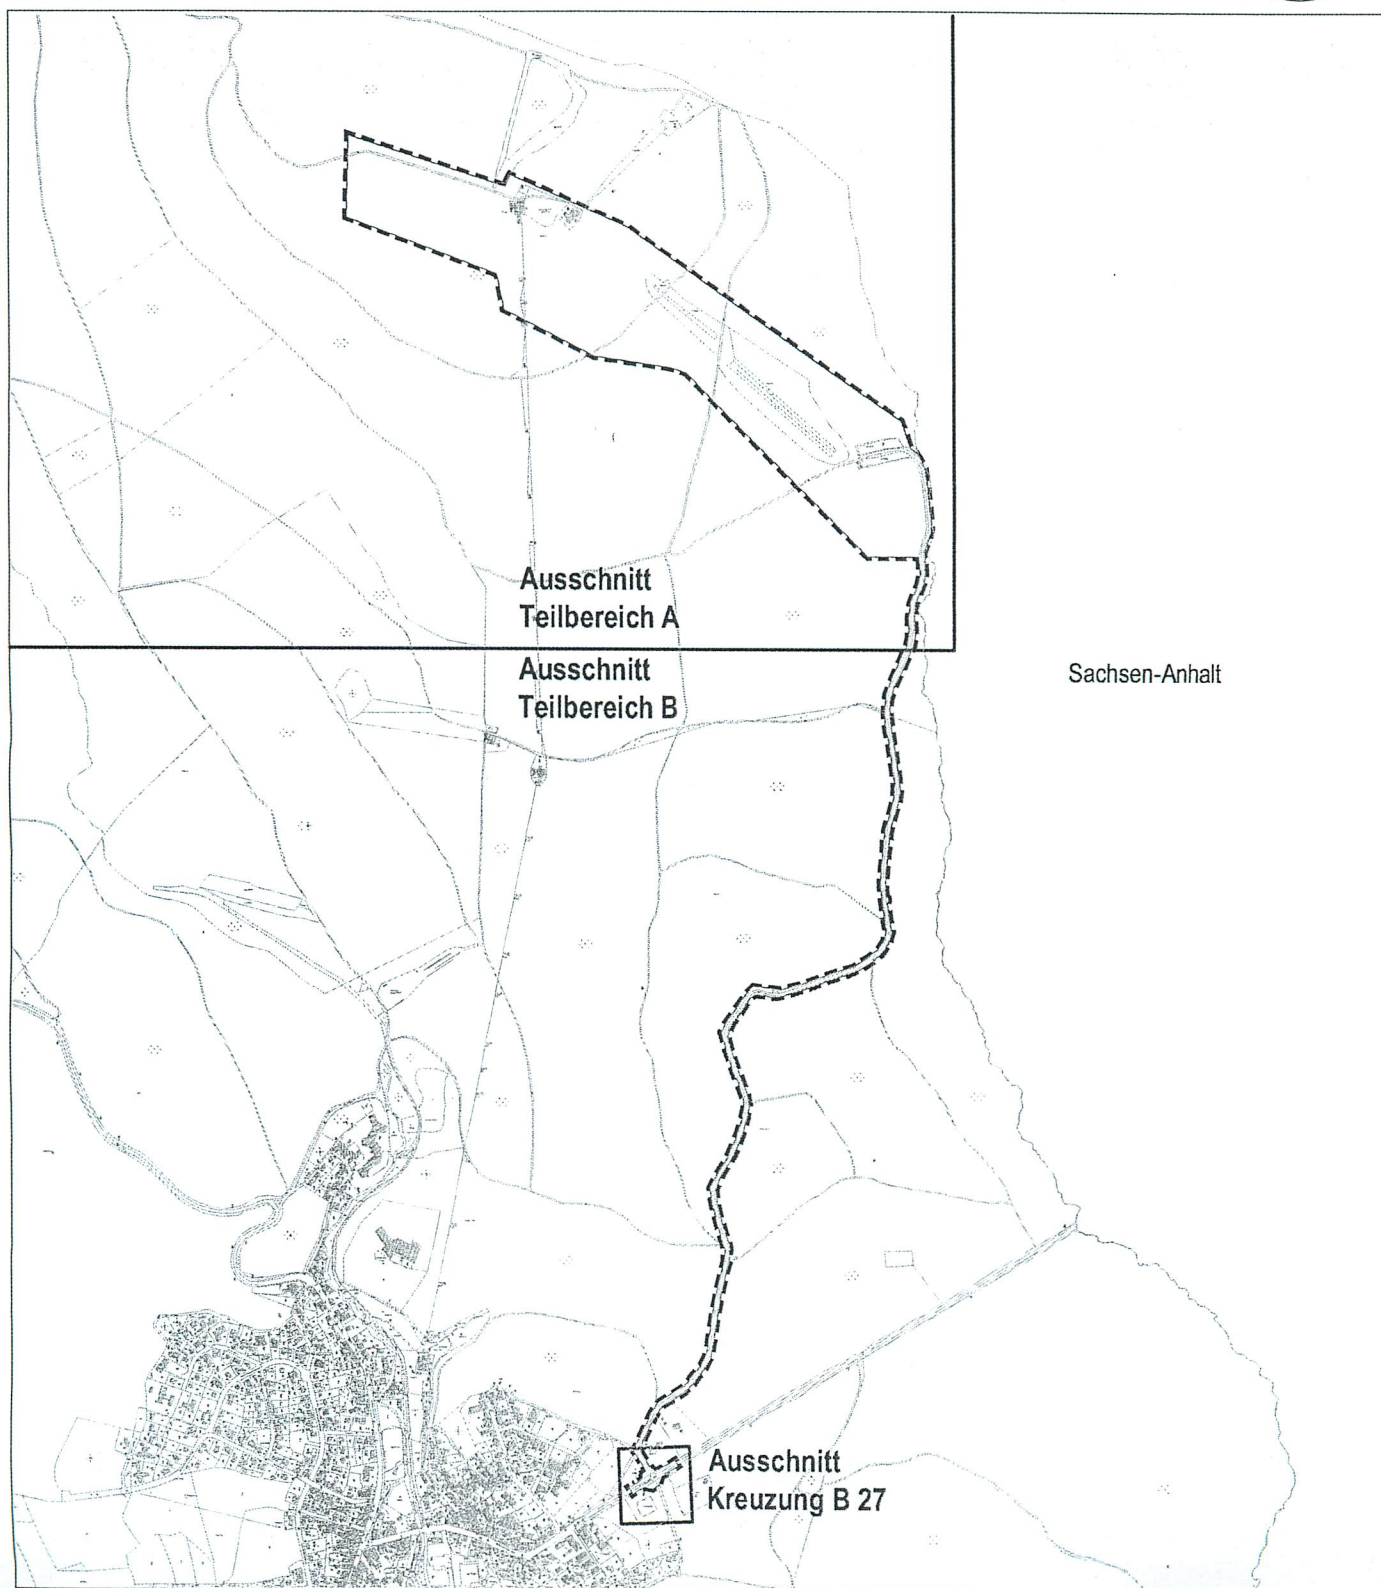 Ausschnitt
Teilbereich A
Ausschnitt
Teilbereich B
Sachsen-Anhalt
Ausschnitt
Kreuzung B 27